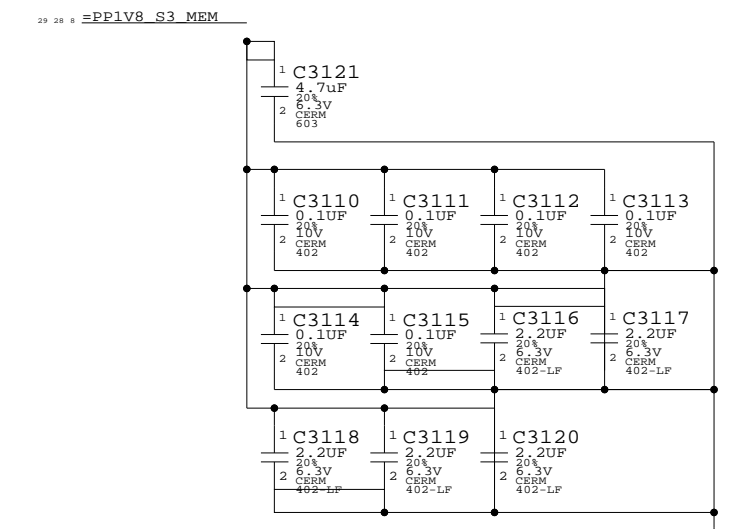 29 28 8 =PP1V8_S3_MEM
1 C3121
4.7uF
20%
6.3V
2 CERM
603
1 C3110 1 C3111 1 C3112 1 C3113
0.1UF 0.1UF 0.1UF 0.1UF
20% 20% 20% 20%
10V 10V 10V 10V
2 CERM 2 CERM 2 CERM 2 CERM
402 402 402 402
1 C3114 1 C3115 1 C3116 1 C3117
0.1UF 0.1UF 2.2UF 2.2UF
20% 20% 20% 20%
10V 10V 6.3V 6.3V
2 CERM 2 CERM 2 CERM 2 CERM
402 402 402-LF 402-LF
1 C3118 1 C3119 1 C3120
2.2UF 2.2UF 2.2UF
20% 20% 20%
6.3V 6.3V 6.3V
2 CERM 2 CERM 2 CERM
402-LF 402-LF 402-LF